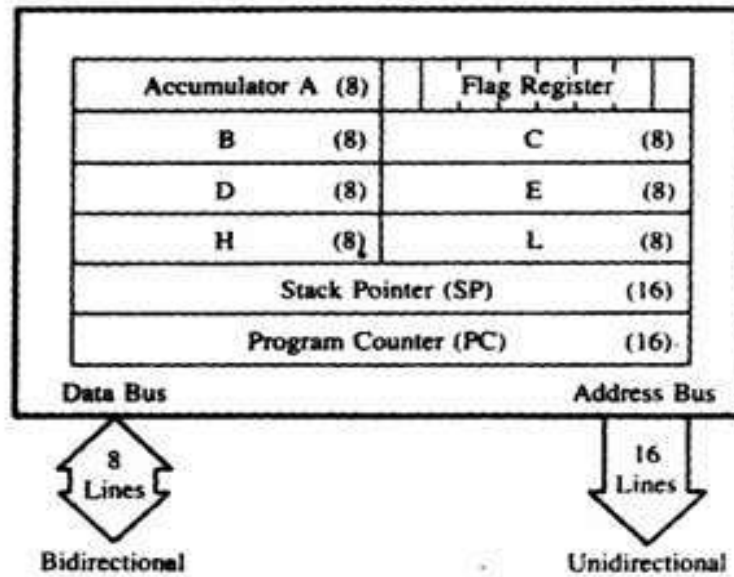 Accumulator A (8) Flag Register
B (8) C (8)
D (8) E (8)
H (8) L (8)
Stack Pointer (SP) (16)
Program Counter (PC) (16)
Data Bus Address Bus
8 16
Lines Lines
Bidirectional Unidirectional